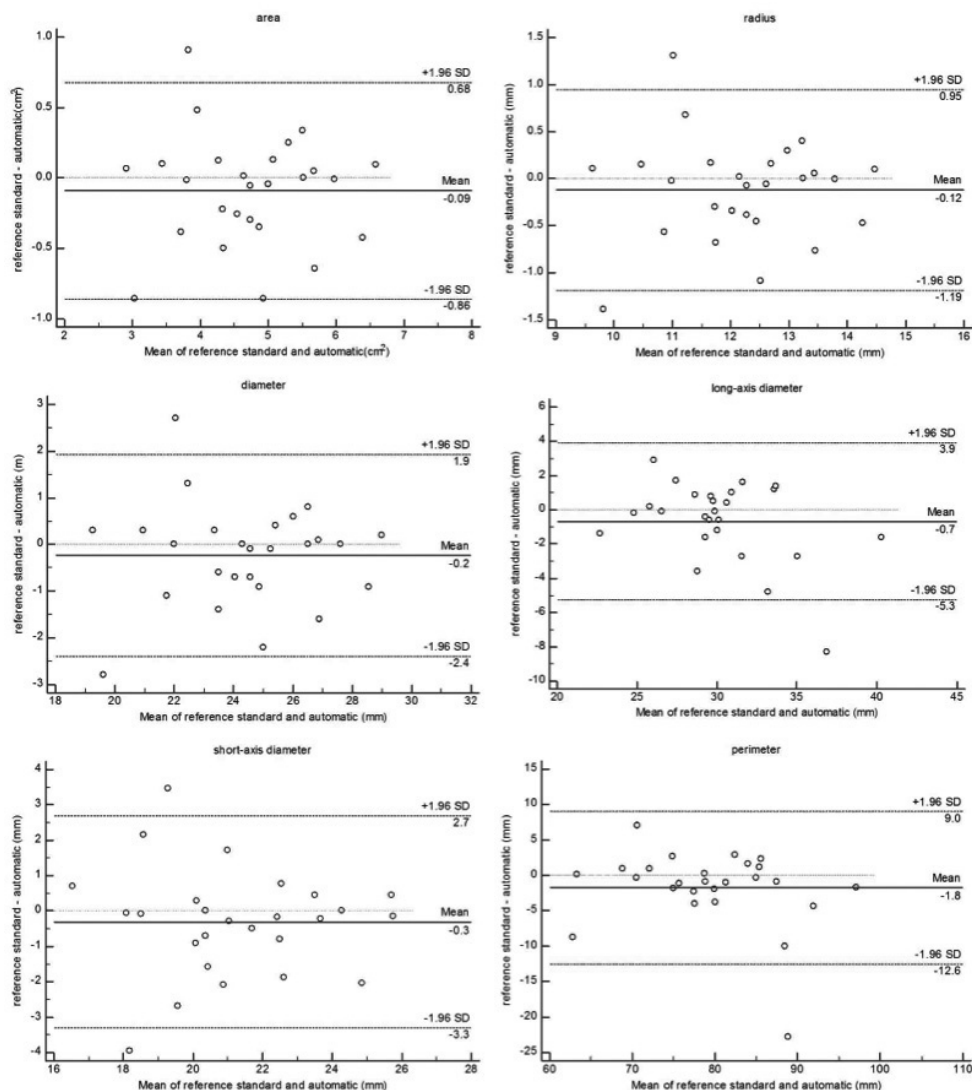 area
reference standard - automatic(cm²)
1.0
0.5
0.0
-0.5
-1.0
+1.96 SD
0.68
Mean
-0.09
-1.96 SD
-0.86
2 3 4 5 6 7 8
Mean of reference standard and automatic(cm²)
radius
reference standard - automatic (mm)
1.5
1.0
0.5
0.0
-0.5
-1.0
-1.5
+1.96 SD
0.95
Mean
-0.12
-1.96 SD
-1.19
9 10 11 12 13 14 15 16
Mean of reference standard and automatic (mm)
diameter
reference standard - automatic (m)
3
2
1
0
-1
-2
-3
+1.96 SD
1.9
Mean
-0.2
-1.96 SD
-2.4
18 20 22 24 26 28 30 32
Mean of reference standard and automatic (mm)
long-axis diameter
reference standard - automatic (mm)
6
4
2
0
-2
-4
-6
-8
-10
+1.96 SD
3.9
Mean
-0.7
-1.96 SD
-5.3
20 25 30 35 40 45
Mean of reference standard and automatic (mm)
short-axis diameter
reference standard - automatic (mm)
4
3
2
1
0
-1
-2
-3
-4
+1.96 SD
2.7
Mean
-0.3
-1.96 SD
-3.3
16 18 20 22 24 26 28
Mean of reference standard and automatic (mm)
perimeter
reference standard - automatic (mm)
15
10
5
0
-5
-10
-15
-20
-25
+1.96 SD
9.0
Mean
-1.8
-1.96 SD
-12.6
60 70 80 90 100 110
Mean of reference standard and automatic (mm)